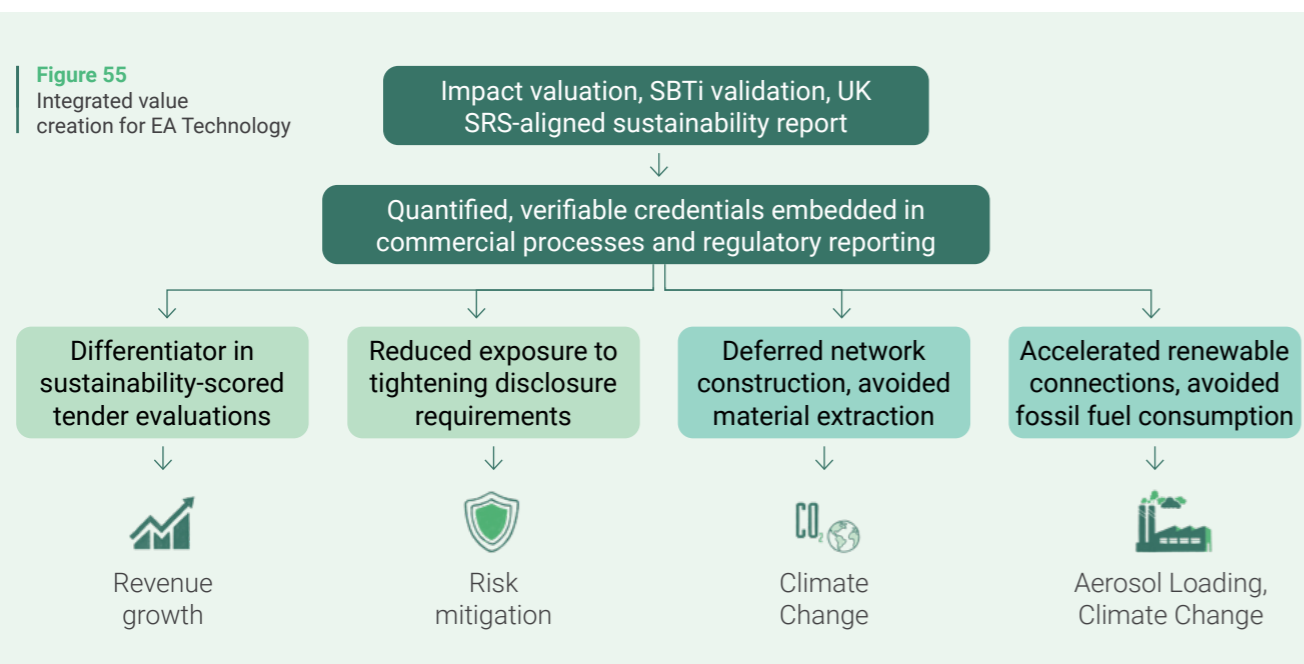 Figure 55
Integrated value
creation for EA Technology
Impact valuation, SBTi validation, UK
SRS-aligned sustainability report
Quantified, verifiable credentials embedded in
commercial processes and regulatory reporting
Differentiator in
sustainability-scored
tender evaluations
Reduced exposure to
tightening disclosure
requirements
Deferred network
construction, avoided
material extraction
Accelerated renewable
connections, avoided
fossil fuel consumption
CO₂
Revenue
growth
Risk
mitigation
Climate
Change
Aerosol Loading,
Climate Change